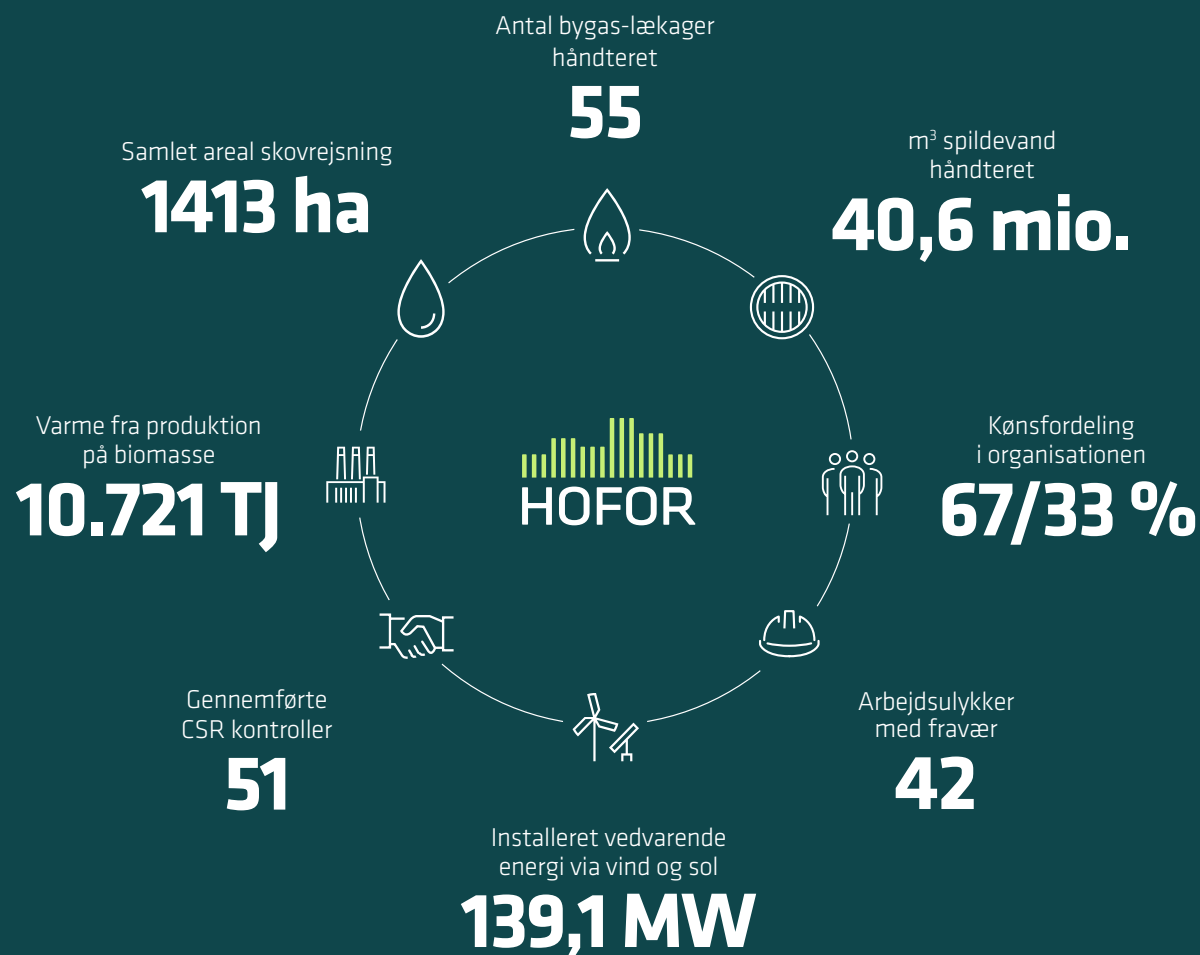 Antal bygas-lækager
håndteret
55
m³ spildevand
håndteret
40,6 mio.
Samlet areal skovrejsning
1413 ha
Varme fra produktion
på biomasse
10.721 TJ
HOFOR
Kønsfordeling
i organisationen
67/33 %
Gennemførte
CSR kontroller
51
Arbejdsulykker
med fravær
42
Installeret vedvarende
energi via vind og sol
139,1 MW